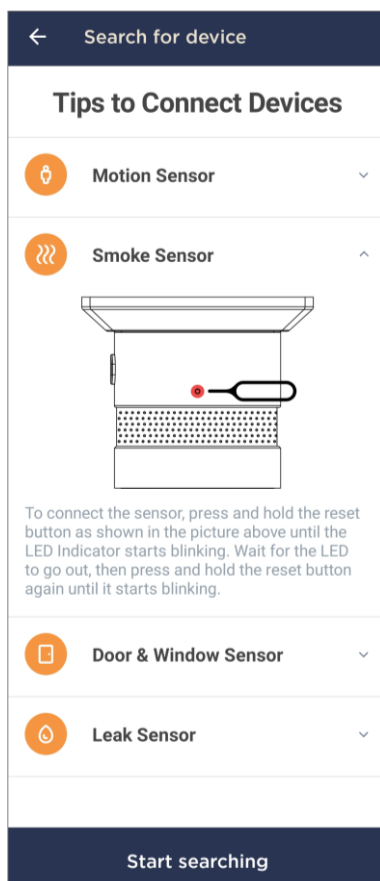 Search for device
Tips to Connect Devices
Motion Sensor
Smoke Sensor
To connect the sensor, press and hold the reset
button as shown in the picture above until the
LED Indicator starts blinking. Wait for the LED
to go out, then press and hold the reset button
again until it starts blinking.
Door & Window Sensor
Leak Sensor
Start searching